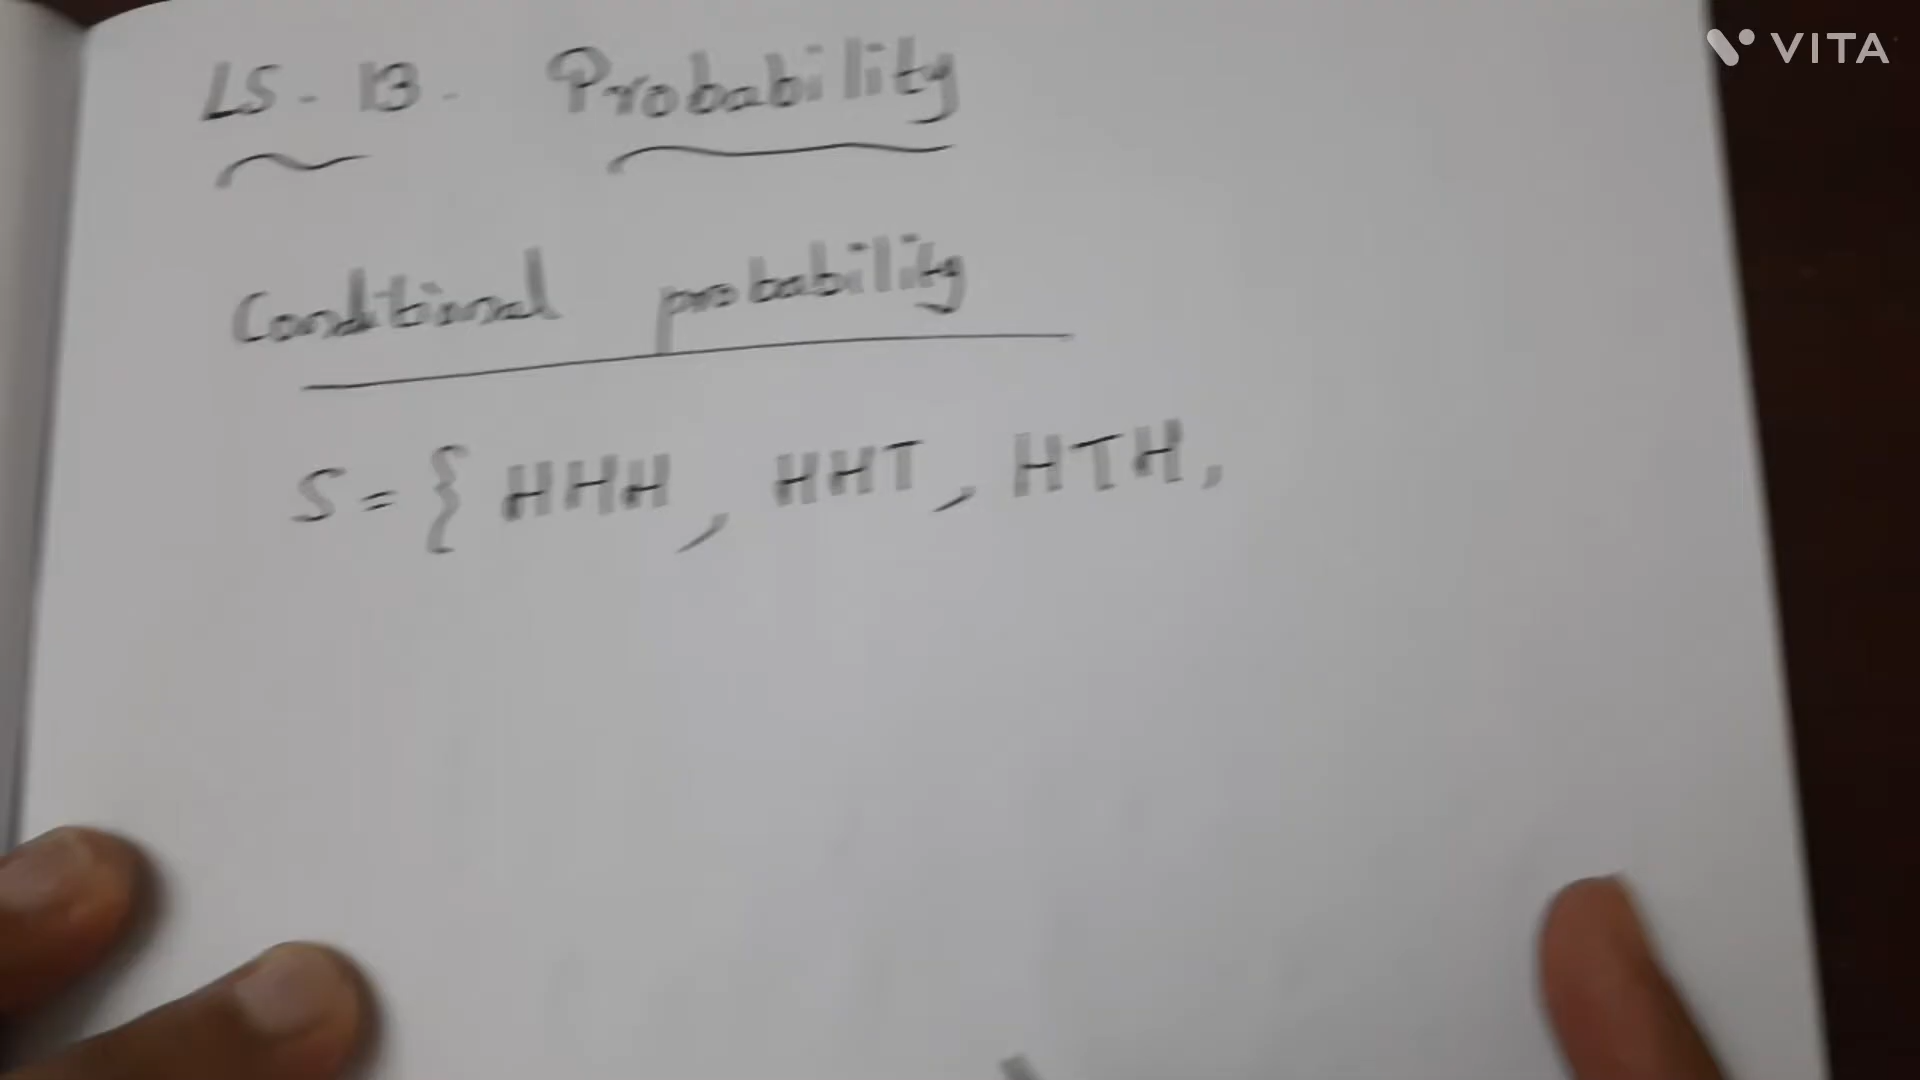 VITA
LS - 13 - Probability
Conditional probability
S = { HHH , HHT , HTH ,